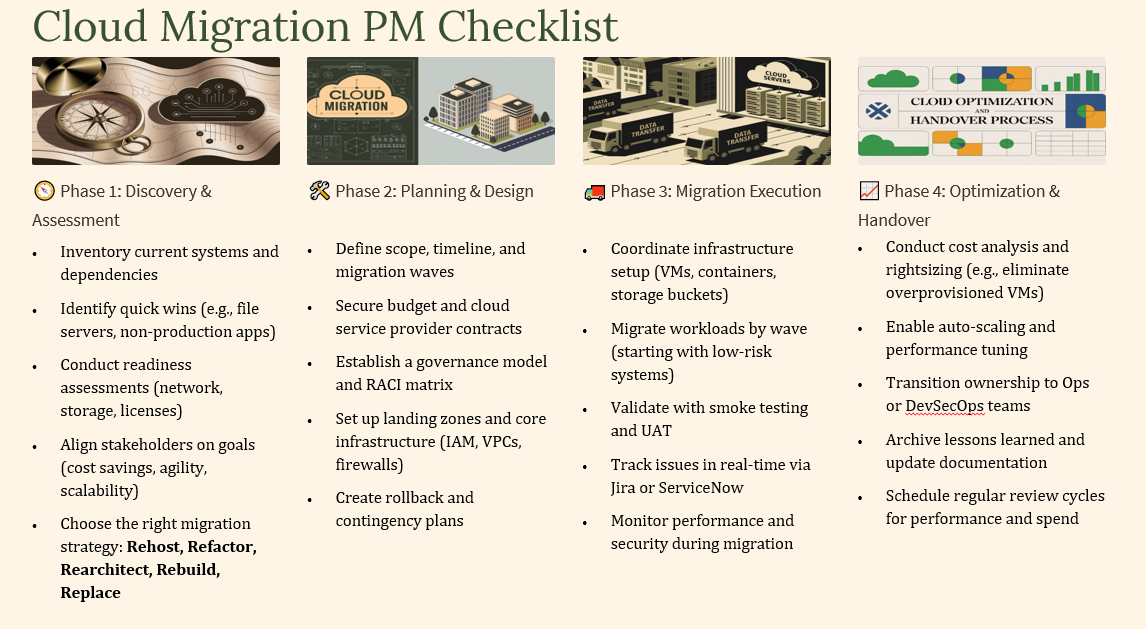 Cloud Migration PM Checklist
CLOUD
MIGRATION
CLOUD
SERVERS
DATA
TRANSFER
DATA
TRANSFER
DATA
TRANSFER
CLOID OPTIMIZATION
AND
HANDOVER PROCESS
Phase 1: Discovery &
Assessment
• Inventory current systems and
dependencies
• Identify quick wins (e.g., file
servers, non-production apps)
• Conduct readiness
assessments (network,
storage, licenses)
• Align stakeholders on goals
(cost savings, agility,
scalability)
• Choose the right migration
strategy: Rehost, Refactor,
Rearchitect, Rebuild,
Replace
Phase 2: Planning & Design
• Define scope, timeline, and
migration waves
• Secure budget and cloud
service provider contracts
• Establish a governance model
and RACI matrix
• Set up landing zones and core
infrastructure (IAM, VPCs,
firewalls)
• Create rollback and
contingency plans
Phase 3: Migration Execution
• Coordinate infrastructure
setup (VMs, containers,
storage buckets)
• Migrate workloads by wave
(starting with low-risk
systems)
• Validate with smoke testing
and UAT
• Track issues in real-time via
Jira or ServiceNow
• Monitor performance and
security during migration
Phase 4: Optimization &
Handover
• Conduct cost analysis and
rightsizing (e.g., eliminate
overprovisioned VMs)
• Enable auto-scaling and
performance tuning
• Transition ownership to Ops
or DevSecOps teams
• Archive lessons learned and
update documentation
• Schedule regular review cycles
for performance and spend